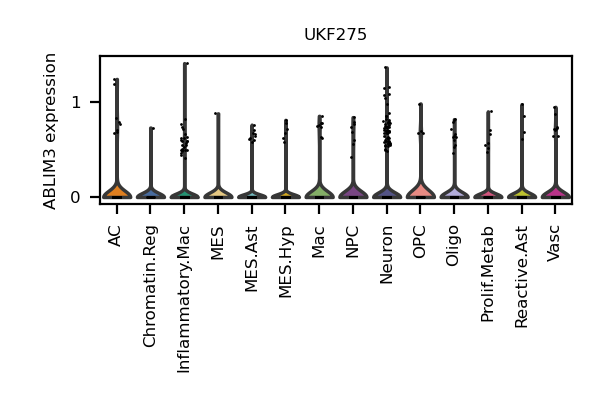 UKF275
ABLIM3 expression
1
0
AC
Chromatin.Reg
Inflammatory.Mac
MES
MES.Ast
MES.Hyp
Mac
NPC
Neuron
OPC
Oligo
Prolif.Metab
Reactive.Ast
Vasc